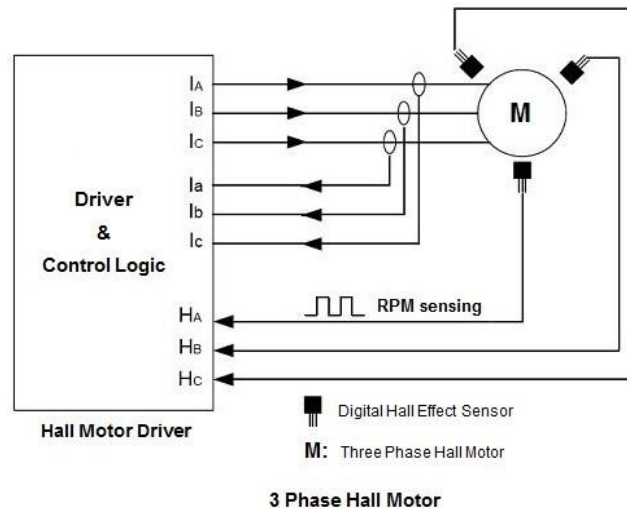 IA
IB
IC
M
Ia
Driver
Ib
&
Ic
Control Logic
HA
RPM sensing
HB
HC
Digital Hall Effect Sensor
Hall Motor Driver
M: Three Phase Hall Motor
3 Phase Hall Motor